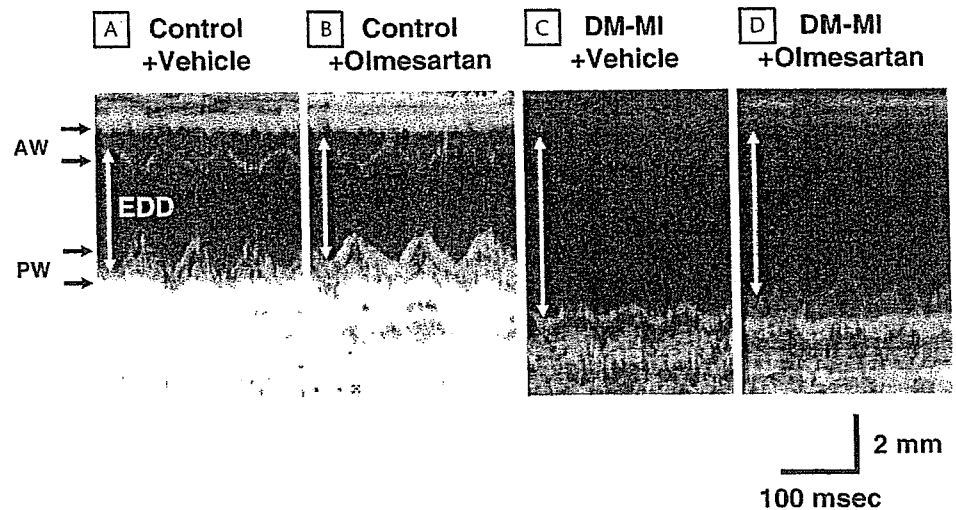 A Control
+Vehicle
B Control
+Olmesartan
C DM-MI
+Vehicle
D DM-MI
+Olmesartan
AW
EDD
PW
2 mm
100 msec